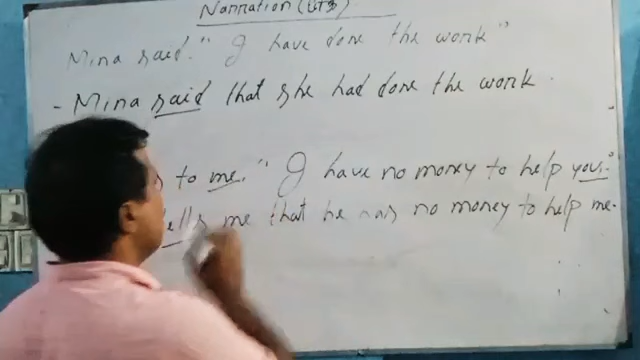 Narration (
Mina said." I have done the work"
- Mina said that she had done the work.
to me." I have no money to help you."
tells me that he has no money to help me.